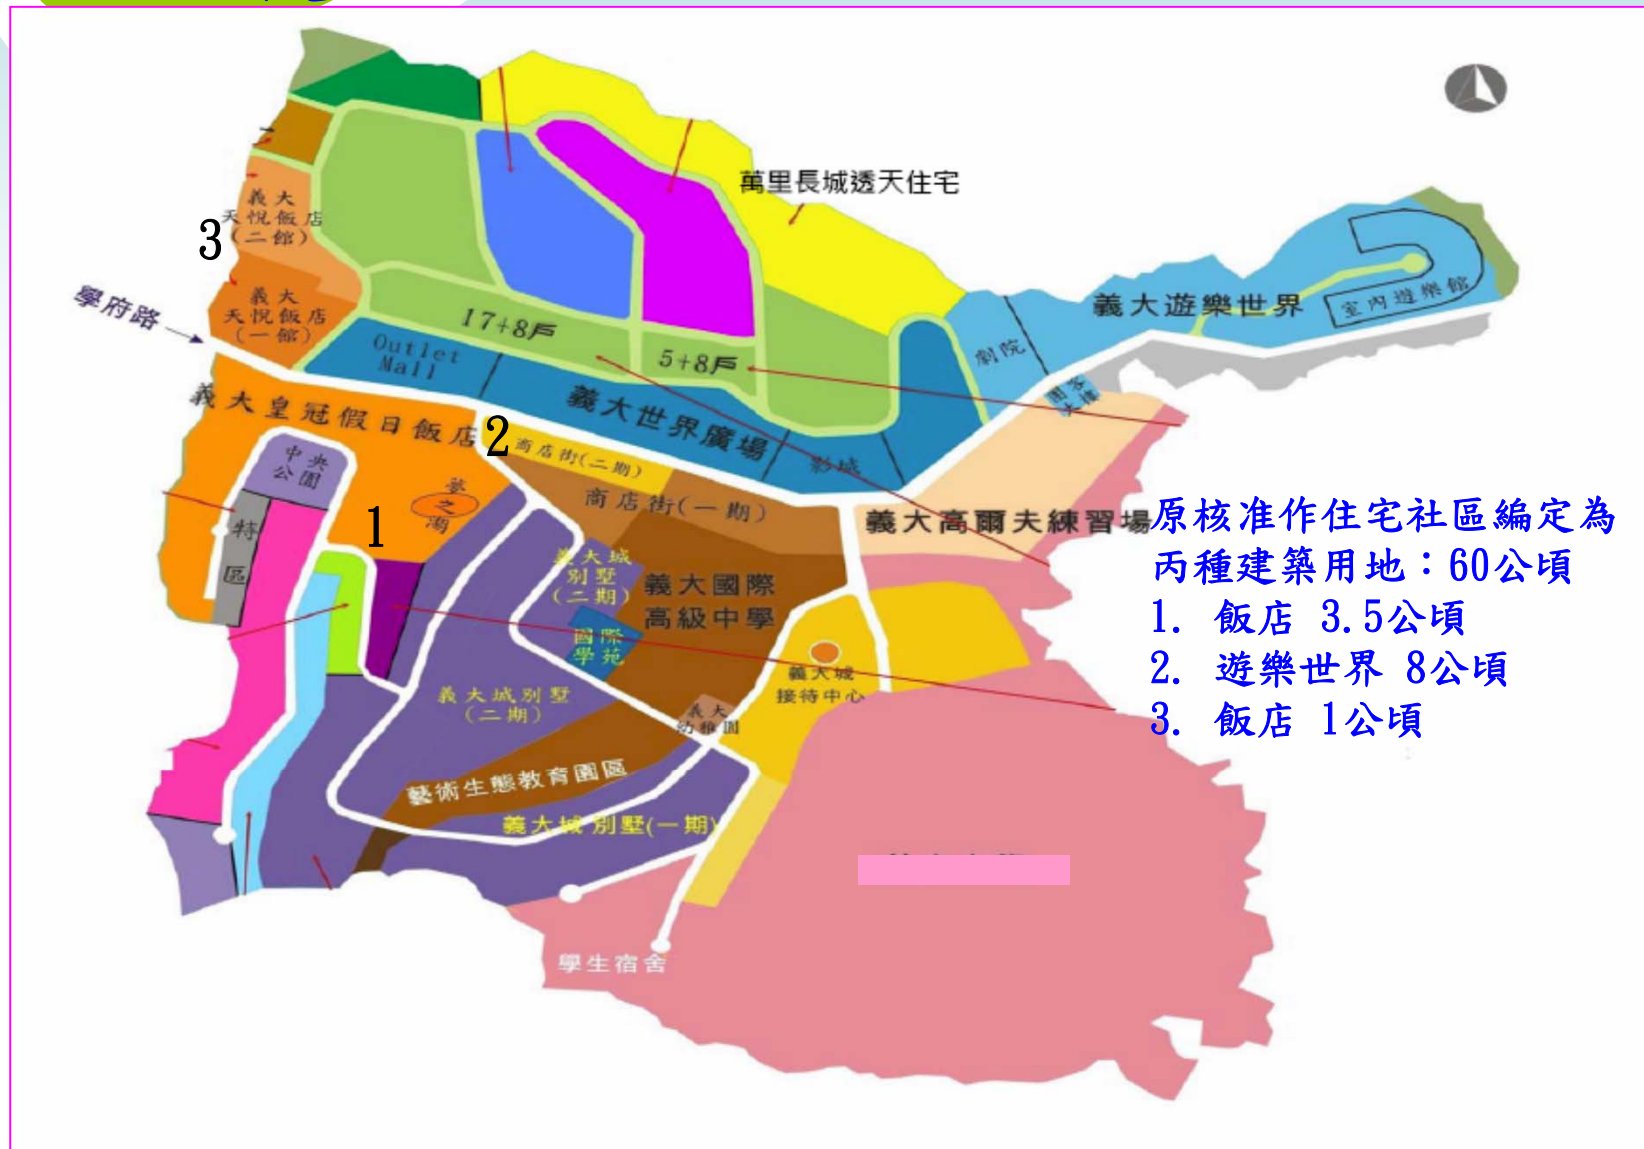 萬里長城透天住宅
義大
天悅飯店
(二館)
3
義大
天悅飯店
(一館)
學府路
17+8戶
5+8戶
Outlet
Mall
義大世界廣場
影城
劇院
義大遊樂世界
室內遊樂館
團客
大樓
義大皇冠假日飯店
2
商店街(二期)
商店街(一期)
中央
公園
夢之湖
1
特區
義大城
別墅
(二期)
國際
學苑
義大國際
高級中學
義大高爾夫練習場
義大城別墅
(二期)
義大城
接待中心
義大
幼稚園
藝術生態教育園區
義大城別墅(一期)
學生宿舍
原核准作住宅社區編定為
丙種建築用地：60公頃
1. 飯店 3.5公頃
2. 遊樂世界 8公頃
3. 飯店 1公頃